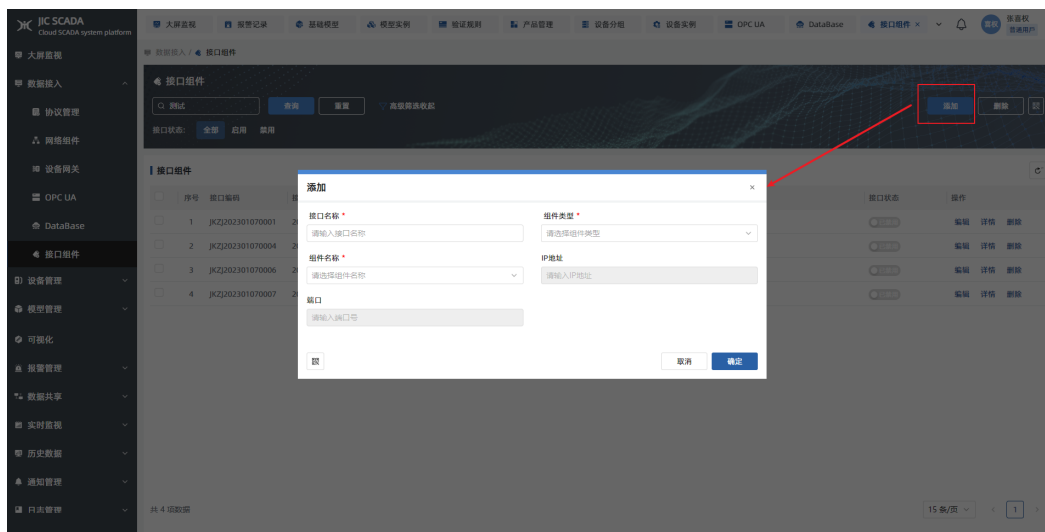 JIC SCADA
Cloud SCADA system platform
大屏监视 报警记录 基础模型 模型实例 验证规则 产品管理 设备分组 设备实例 OPC UA DataBase 接口组件 ×
普通用户
数据接入 / 接口组件
大屏监视
数据接入
协议管理
网络组件
设备网关
OPC UA
DataBase
接口组件
设备管理
模型管理
可视化
报警管理
数据共享
实时监视
历史数据
通知管理
日志管理
接口组件
测试 查询 重置 高级筛选收起 添加 删除
接口状态: 全部 启用 禁用
接口组件
序号 接口编码 接口状态 操作
1 JKZJ202301070001 编辑 详情 删除
2 JKZJ202301070004 编辑 详情 删除
3 JKZJ202301070006 编辑 详情 删除
4 JKZJ202301070007 编辑 详情 删除
添加 ×
接口名称 * 组件类型 *
请输入接口名称 请选择组件类型
组件名称 * IP地址
请选择组件名称 请输入IP地址
端口
请输入端口号
取消 确定
共 4 项数据 15 条/页 < 1 >